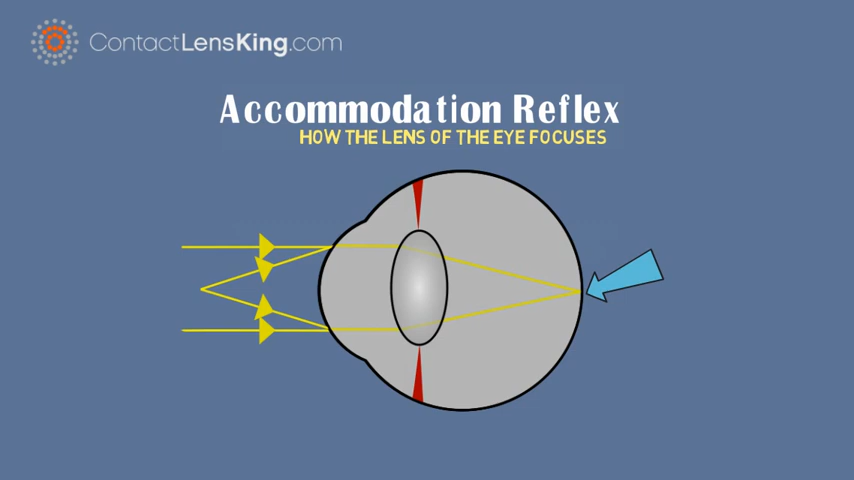 ContactLensKing.com
Accommodation Reflex
HOW THE LENS OF THE EYE FOCUSES